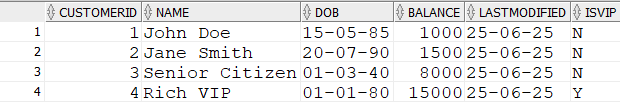 CUSTOMERID NAME DOB BALANCE LASTMODIFIED ISVIP
1 1 John Doe 15-05-85 1000 25-06-25 N
2 2 Jane Smith 20-07-90 1500 25-06-25 N
3 3 Senior Citizen 01-03-40 8000 25-06-25 N
4 4 Rich VIP 01-01-80 15000 25-06-25 Y